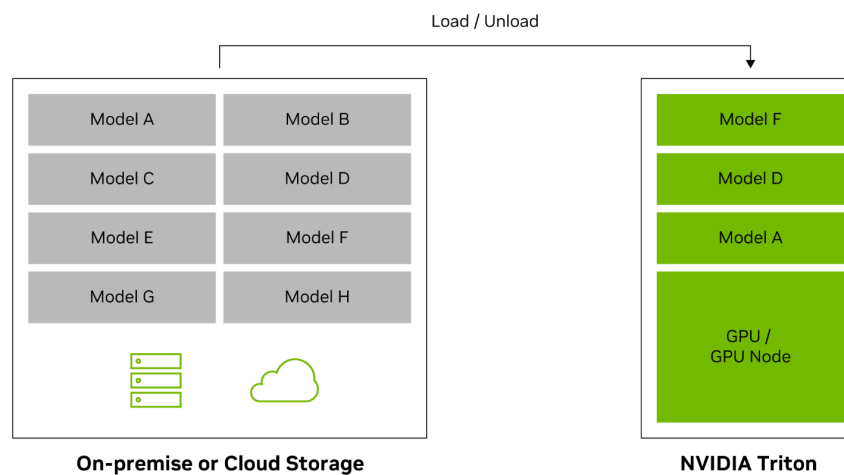 Load / Unload
Model A
Model B
Model C
Model D
Model E
Model F
Model G
Model H
On-premise or Cloud Storage
Model F
Model D
Model A
GPU /
GPU Node
NVIDIA Triton